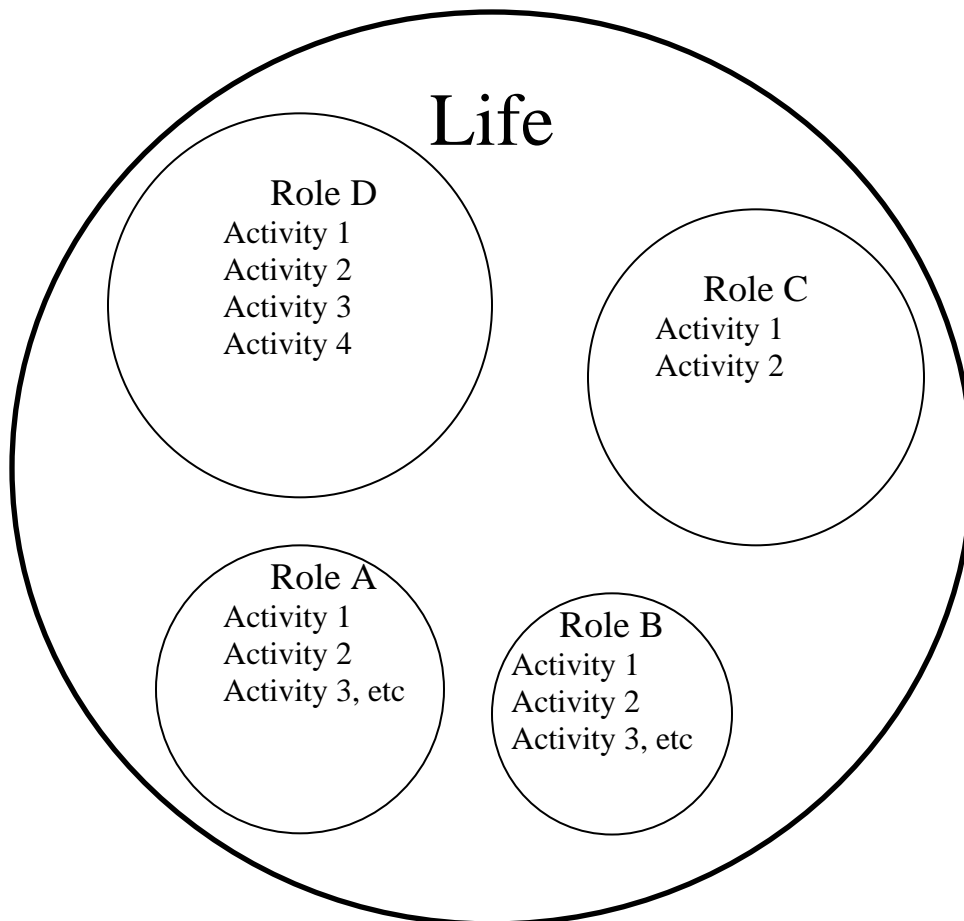 Life
Role D
Activity 1
Activity 2
Activity 3
Activity 4
Role C
Activity 1
Activity 2
Role A
Activity 1
Activity 2
Activity 3, etc
Role B
Activity 1
Activity 2
Activity 3, etc